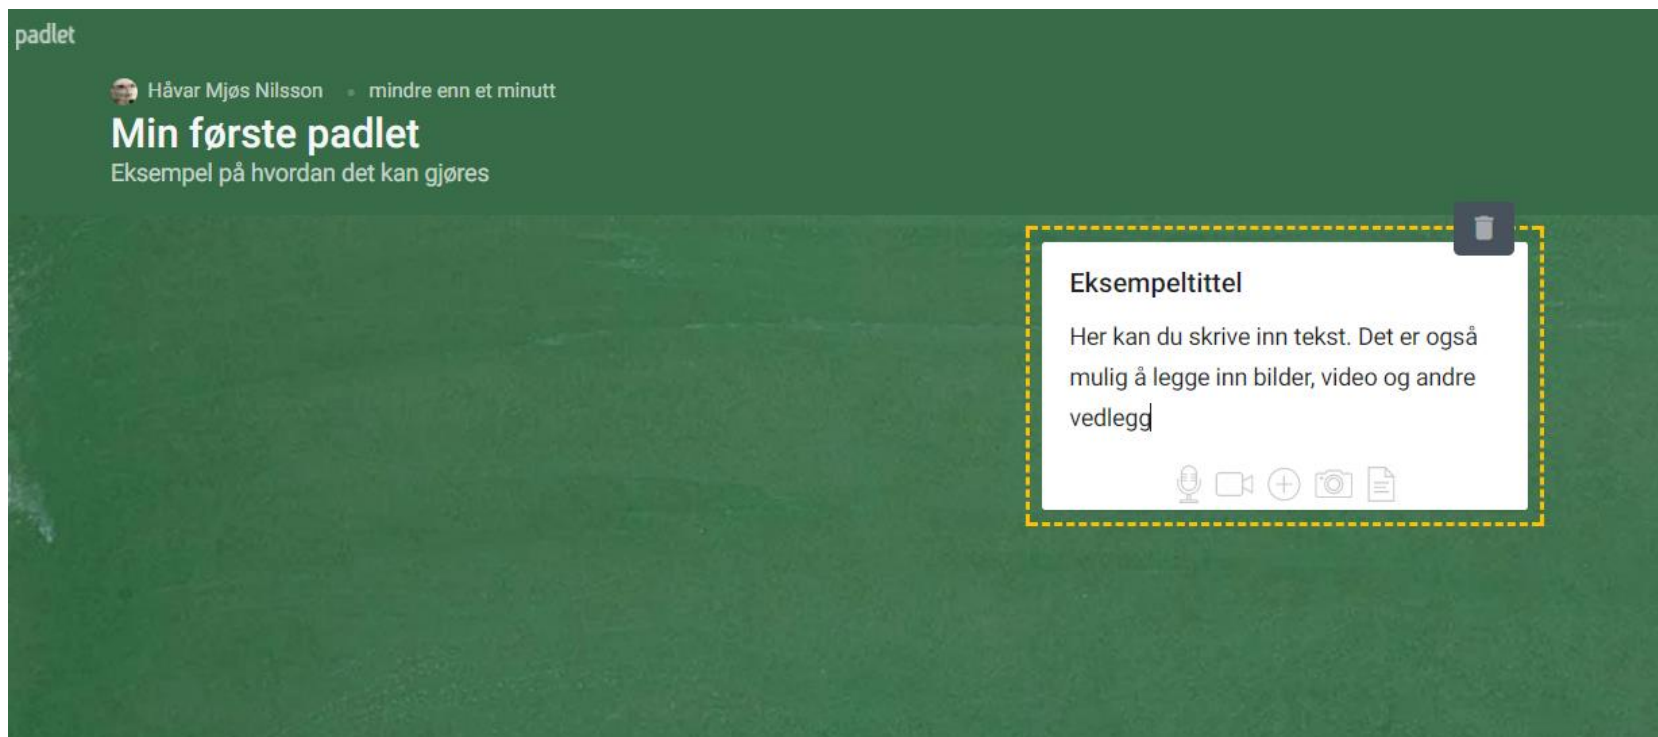 padlet
Håvar Mjøs Nilsson • mindre enn et minutt
Min første padlet
Eksempel på hvordan det kan gjøres
Eksempeltittel
Her kan du skrive inn tekst. Det er også
mulig å legge inn bilder, video og andre
vedlegg